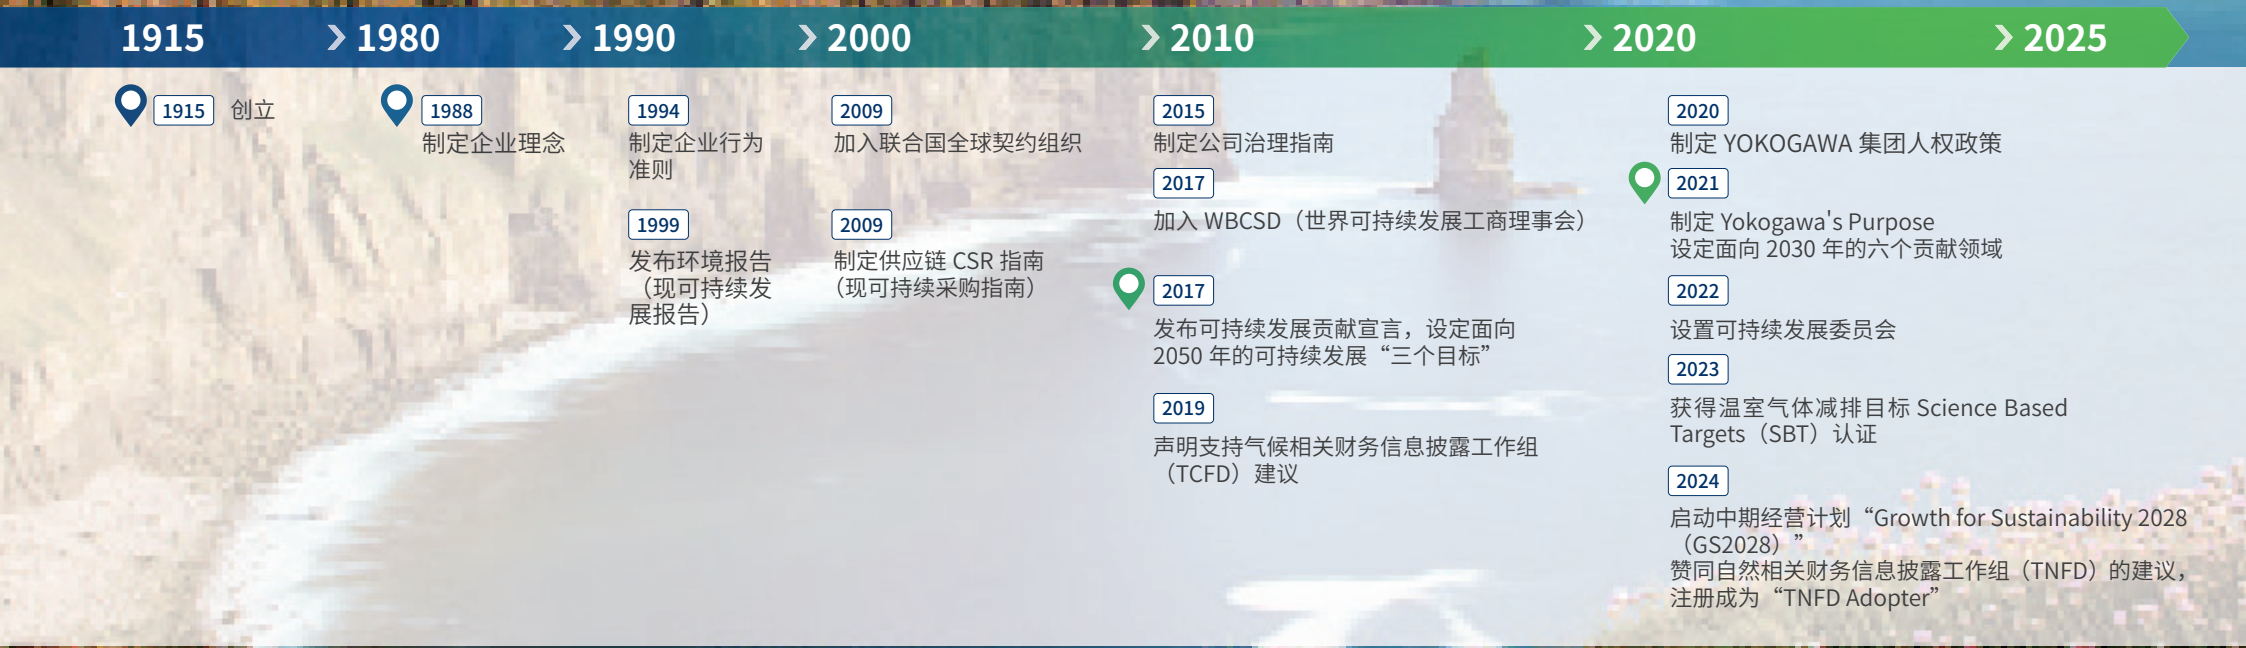 1915
1980
1990
2000
2010
2020
2025
1915 创立
1988
制定企业理念
1994
制定企业行为
准则
1999
发布环境报告
（现可持续发
展报告）
2009
加入联合国全球契约组织
2009
制定供应链 CSR 指南
（现可持续采购指南）
2015
制定公司治理指南
2017
加入 WBCSD（世界可持续发展工商理事会）
2017
发布可持续发展贡献宣言，设定面向
2050 年的可持续发展“三个目标”
2019
声明支持气候相关财务信息披露工作组
（TCFD）建议
2020
制定 YOKOGAWA 集团人权政策
2021
制定 Yokogawa's Purpose
设定面向 2030 年的六个贡献领域
2022
设置可持续发展委员会
2023
获得温室气体减排目标 Science Based
Targets（SBT）认证
2024
启动中期经营计划“Growth for Sustainability 2028
（GS2028）”
赞同自然相关财务信息披露工作组（TNFD）的建议，
注册成为“TNFD Adopter”